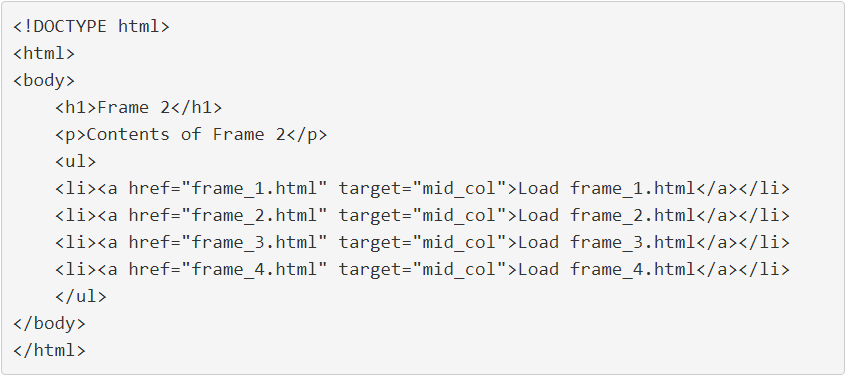 <!DOCTYPE html>
<html>
<body>
    <h1>Frame 2</h1>
    <p>Contents of Frame 2</p>
    <ul>
    <li><a href="frame_1.html" target="mid_col">Load frame_1.html</a></li>
    <li><a href="frame_2.html" target="mid_col">Load frame_2.html</a></li>
    <li><a href="frame_3.html" target="mid_col">Load frame_3.html</a></li>
    <li><a href="frame_4.html" target="mid_col">Load frame_4.html</a></li>
    </ul>
</body>
</html>